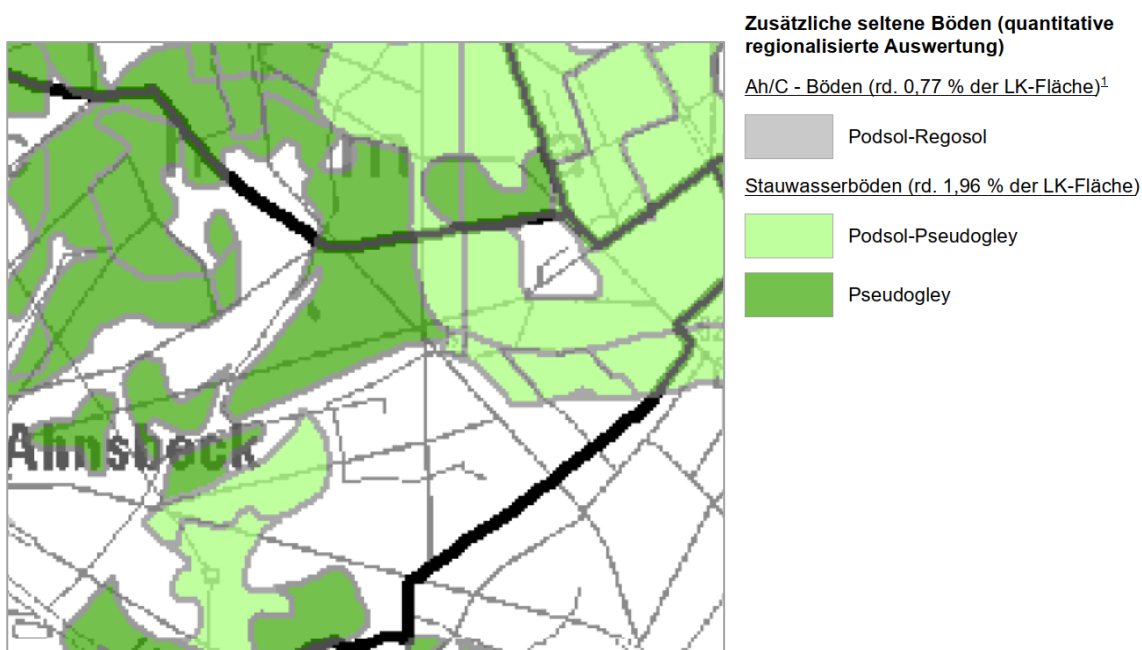 Zusätzliche seltene Böden (quantitative
regionalisierte Auswertung)
Ah/C - Böden (rd. 0,77 % der LK-Fläche)¹
Podsol-Regosol
Stauwasserböden (rd. 1,96 % der LK-Fläche)
Podsol-Pseudogley
Pseudogley
Ahnsbeck